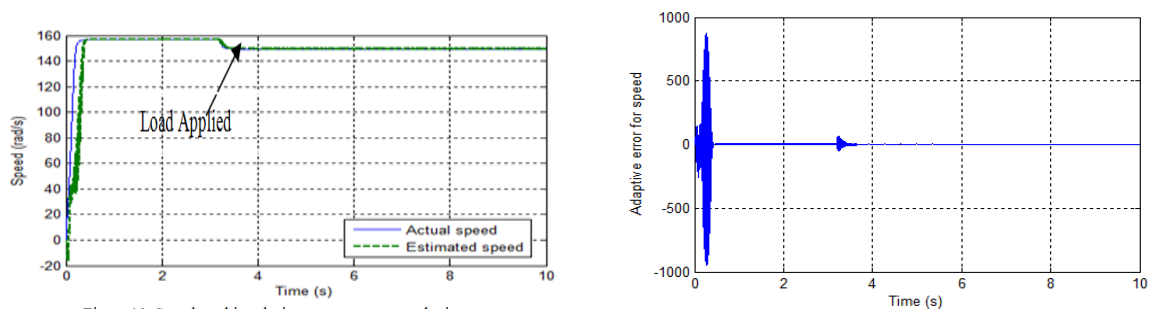 160
140
120
100
80
60
40
20
0
-20
Speed (rad/s)
Load Applied
Actual speed
Estimated speed
0 2 4 6 8 10
Time (s)
1000
500
0
-500
-1000
Adaptive error for speed
0 2 4 6 8 10
Time (s)